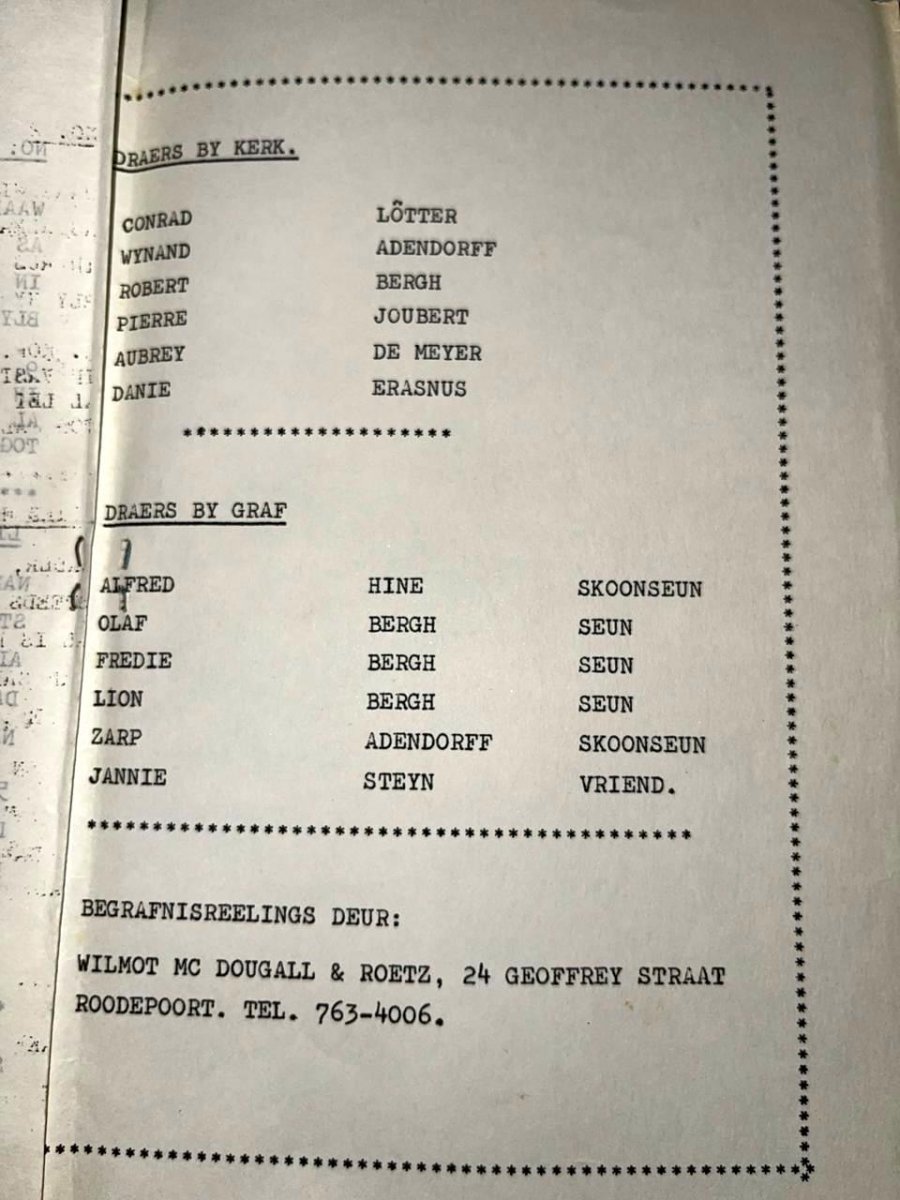 ****************************************************
DRAERS BY KERK.
CONRAD LÔTTER
WYNAND ADENDORFF
ROBERT BERGH
PIERRE JOUBERT
AUBREY DE MEYER
DANIE ERASNUS
*******************
DRAERS BY GRAF
ALFRED HINE SKOONSEUN
OLAF BERGH SEUN
FREDIE BERGH SEUN
LION BERGH SEUN
ZARP ADENDORFF SKOONSEUN
JANNIE STEYN VRIEND.
******************************************
BEGRAFNISREELINGS DEUR:
WILMOT MC DOUGALL & ROETZ, 24 GEOFFREY STRAAT
ROODEPOORT. TEL. 763-4006.
****************************************************